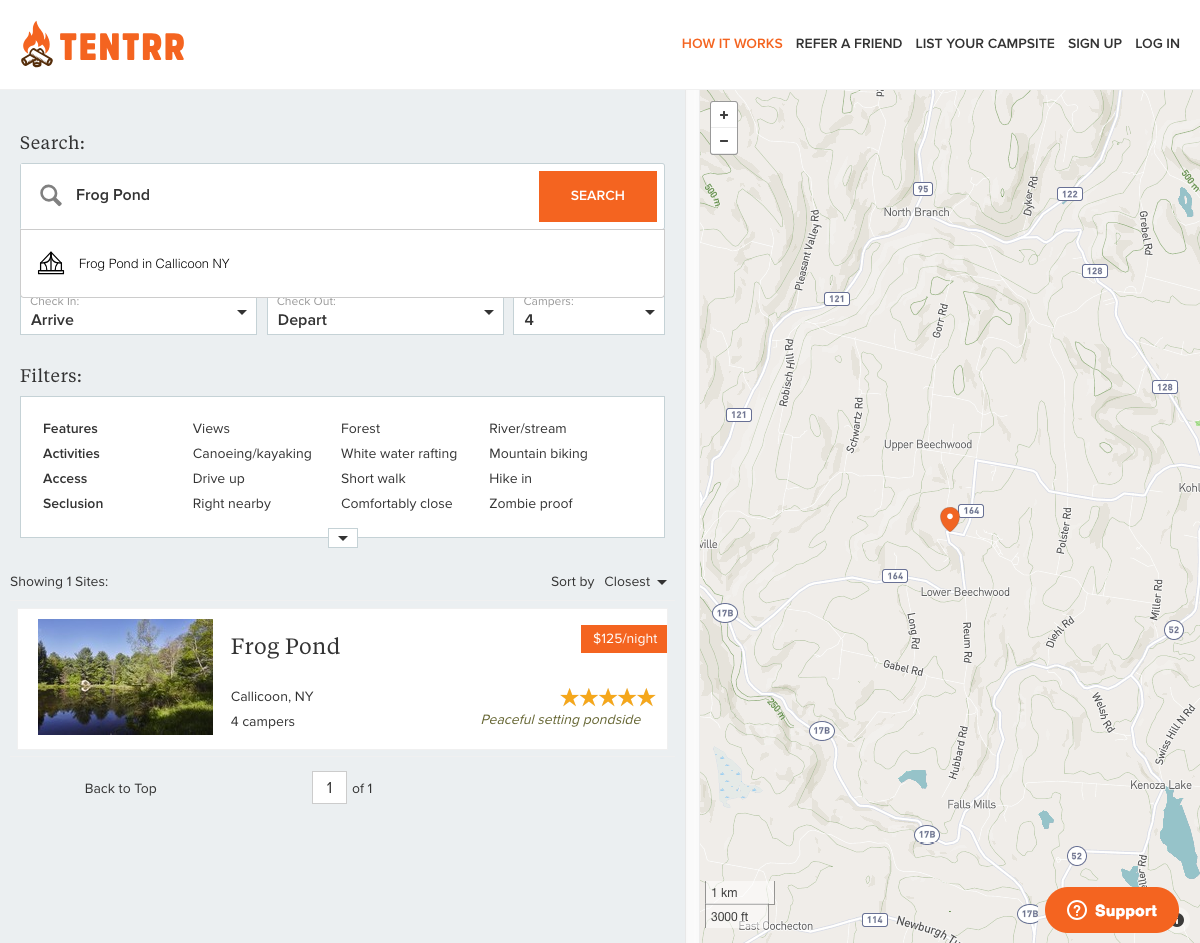 TENTRR
HOW IT WORKS
REFER A FRIEND
LIST YOUR CAMPSITE
SIGN UP
LOG IN
Search:
Frog Pond
SEARCH
Frog Pond in Callicoon NY
Check In:
Arrive
Check Out:
Depart
Campers:
4
Filters:
Features Views Forest River/stream
Activities Canoeing/kayaking White water rafting Mountain biking
Access Drive up Short walk Hike in
Seclusion Right nearby Comfortably close Zombie proof
Showing 1 Sites:
Sort by Closest
Frog Pond
$125/night
Callicoon, NY
4 campers
Peaceful setting pondside
Back to Top
1 of 1
+
−
500 m
95
North Branch
Dyker Rd
122
500 m
Grebel Rd
Pleasant Valley Rd
128
121
Gorr Rd
Robisch Hill Rd
128
121
Schwartz Rd
Upper Beechwood
Kohl
164
Polster Rd
ville
164
Lower Beechwood
Miller Rd
17B
Long Rd
Reum Rd
Diehl Rd
52
Gabel Rd
250 m
Welsh Rd
Swiss Hill N Rd
17B
Hubbard Rd
Kenoza Lake
Falls Mills
17B
52
eller Rd
1 km
3000 ft
East Oochecton
114
Newburgh Tu
17B
Support